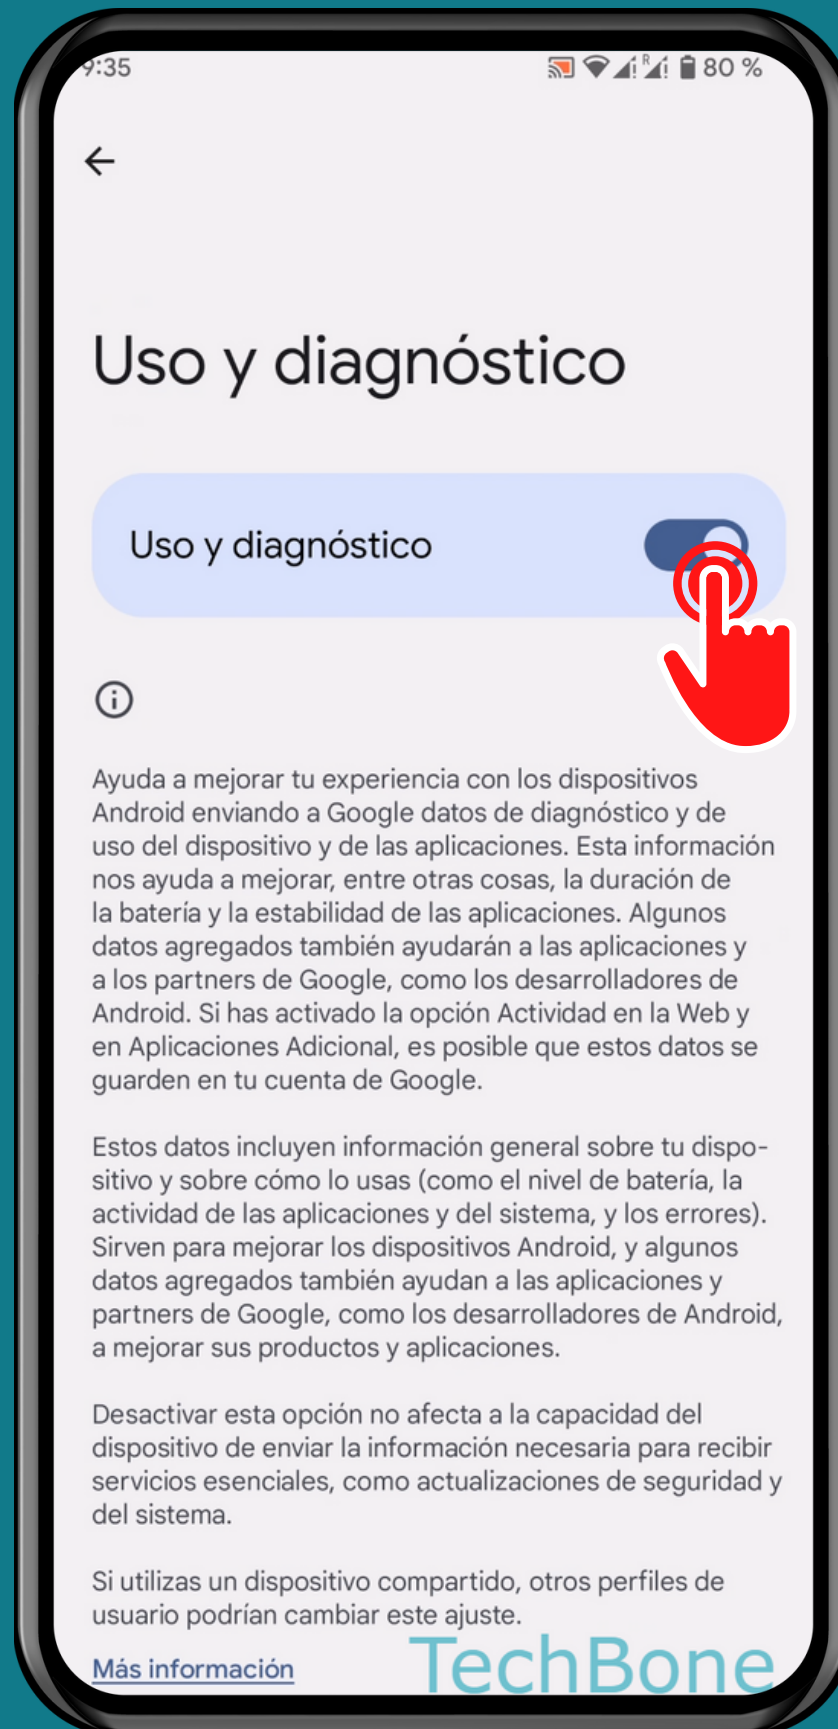 9:35
R
80 %
Uso y diagnóstico
Uso y diagnóstico
Ayuda a mejorar tu experiencia con los dispositivos
Android enviando a Google datos de diagnóstico y de
uso del dispositivo y de las aplicaciones. Esta información
nos ayuda a mejorar, entre otras cosas, la duración de
la batería y la estabilidad de las aplicaciones. Algunos
datos agregados también ayudarán a las aplicaciones y
a los partners de Google, como los desarrolladores de
Android. Si has activado la opción Actividad en la Web y
en Aplicaciones Adicional, es posible que estos datos se
guarden en tu cuenta de Google.
Estos datos incluyen información general sobre tu dispo-
sitivo y sobre cómo lo usas (como el nivel de batería, la
actividad de las aplicaciones y del sistema, y los errores).
Sirven para mejorar los dispositivos Android, y algunos
datos agregados también ayudan a las aplicaciones y
partners de Google, como los desarrolladores de Android,
a mejorar sus productos y aplicaciones.
Desactivar esta opción no afecta a la capacidad del
dispositivo de enviar la información necesaria para recibir
servicios esenciales, como actualizaciones de seguridad y
del sistema.
Si utilizas un dispositivo compartido, otros perfiles de
usuario podrían cambiar este ajuste.
Más información
TechBone